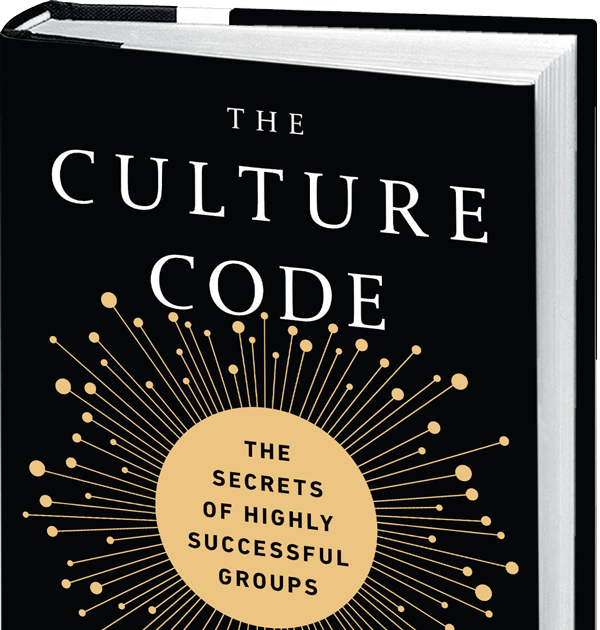 THE
CULTURE
CODE
THE
SECRETS
OF HIGHLY
SUCCESSFUL
GROUPS